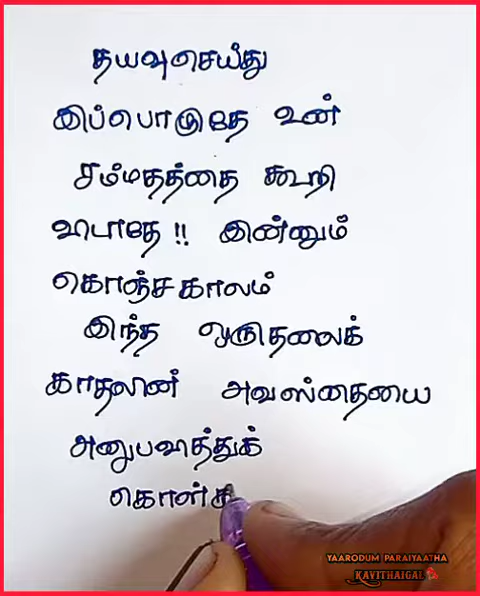 தயவுசெய்து
இப்பொழுதே உன்
சம்மதத்தை கூறி
விடாதே !! இன்னும்
கொஞ்சகாலம்
இந்த ஒருதலைக்
காதலின் அவஸ்தையை
அனுபவித்துக்
கொள்கி
YAARODUM PARAIYAATHA
KAVITHAIGAL